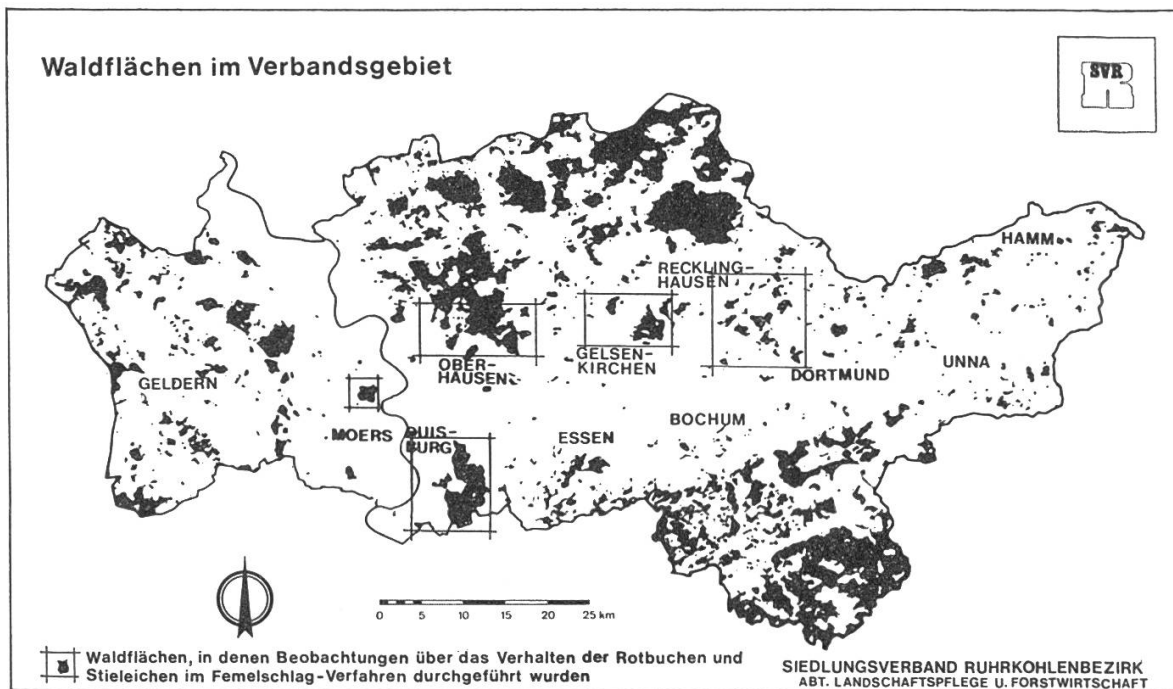 Waldflächen im Verbandsgebiet
SVR
HAMM
RECKLING-
HAUSEN
OBER-
HAUSEN
GELSEN-
KIRCHEN
DORTMUND
UNNA
GELDERN
MOERS
DUIS-
BURG
ESSEN
BOCHUM
0 5 10 15 20 25 km
Waldflächen, in denen Beobachtungen über das Verhalten der Rotbuchen und
Stieleichen im Femelschlag-Verfahren durchgeführt wurden
SIEDLUNGSVERBAND RUHRKOHLENBEZIRK
ABT. LANDSCHAFTSPFLEGE U. FORSTWIRTSCHAFT